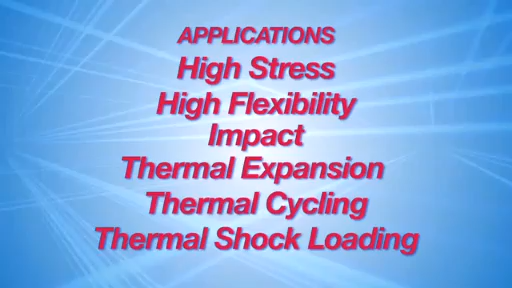 APPLICATIONS
High Stress
High Flexibility
Impact
Thermal Expansion
Thermal Cycling
Thermal Shock Loading